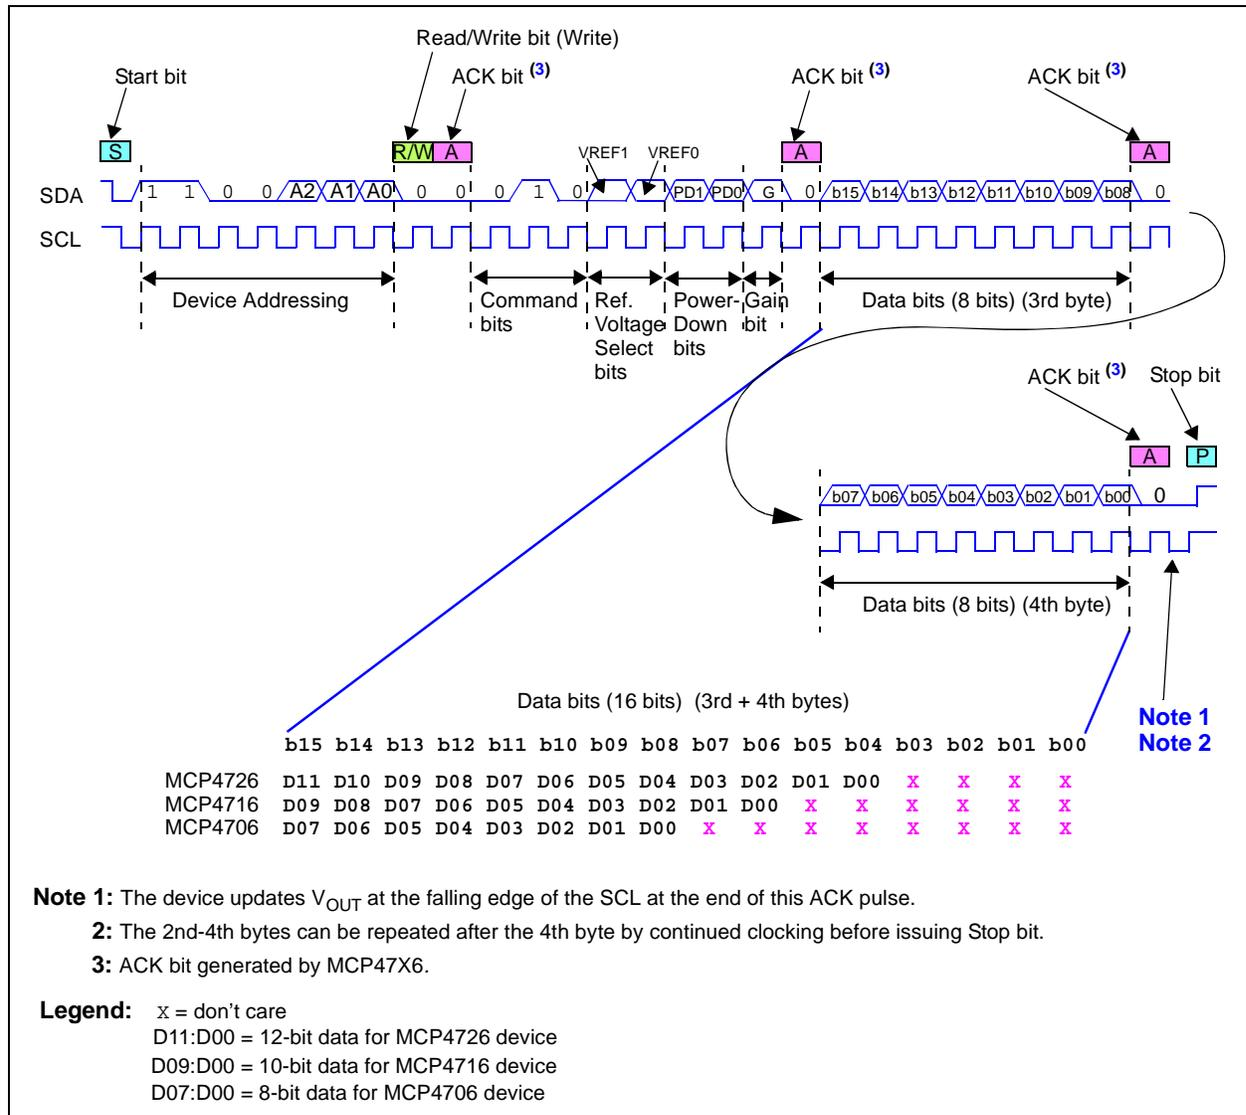 Read/Write bit (Write)
Start bit
ACK bit (3)
ACK bit (3)
ACK bit (3)
S
R/W
A
A
A
VREF1
VREF0
SDA
1 1 0 0 A2 A1 A0 0 0 0 1 0 PD1 PD0 G 0 b15 b14 b13 b12 b11 b10 b09 b08 0
SCL
Device Addressing
Command
bits
Ref.
Voltage
Select
bits
Power-
Down
bits
Gain
bit
Data bits (8 bits) (3rd byte)
ACK bit (3)
Stop bit
A
P
b07 b06 b05 b04 b03 b02 b01 b00 0
Data bits (8 bits) (4th byte)
Note 1
Note 2
Data bits (16 bits) (3rd + 4th bytes)
b15 b14 b13 b12 b11 b10 b09 b08 b07 b06 b05 b04 b03 b02 b01 b00
MCP4726 D11 D10 D09 D08 D07 D06 D05 D04 D03 D02 D01 D00 X X X X
MCP4716 D09 D08 D07 D06 D05 D04 D03 D02 D01 D00 X X X X X X
MCP4706 D07 D06 D05 D04 D03 D02 D01 D00 X X X X X X X X
Note 1: The device updates VOUT at the falling edge of the SCL at the end of this ACK pulse.
2: The 2nd-4th bytes can be repeated after the 4th byte by continued clocking before issuing Stop bit.
3: ACK bit generated by MCP47X6.
Legend: X = don't care
D11:D00 = 12-bit data for MCP4726 device
D09:D00 = 10-bit data for MCP4716 device
D07:D00 = 8-bit data for MCP4706 device